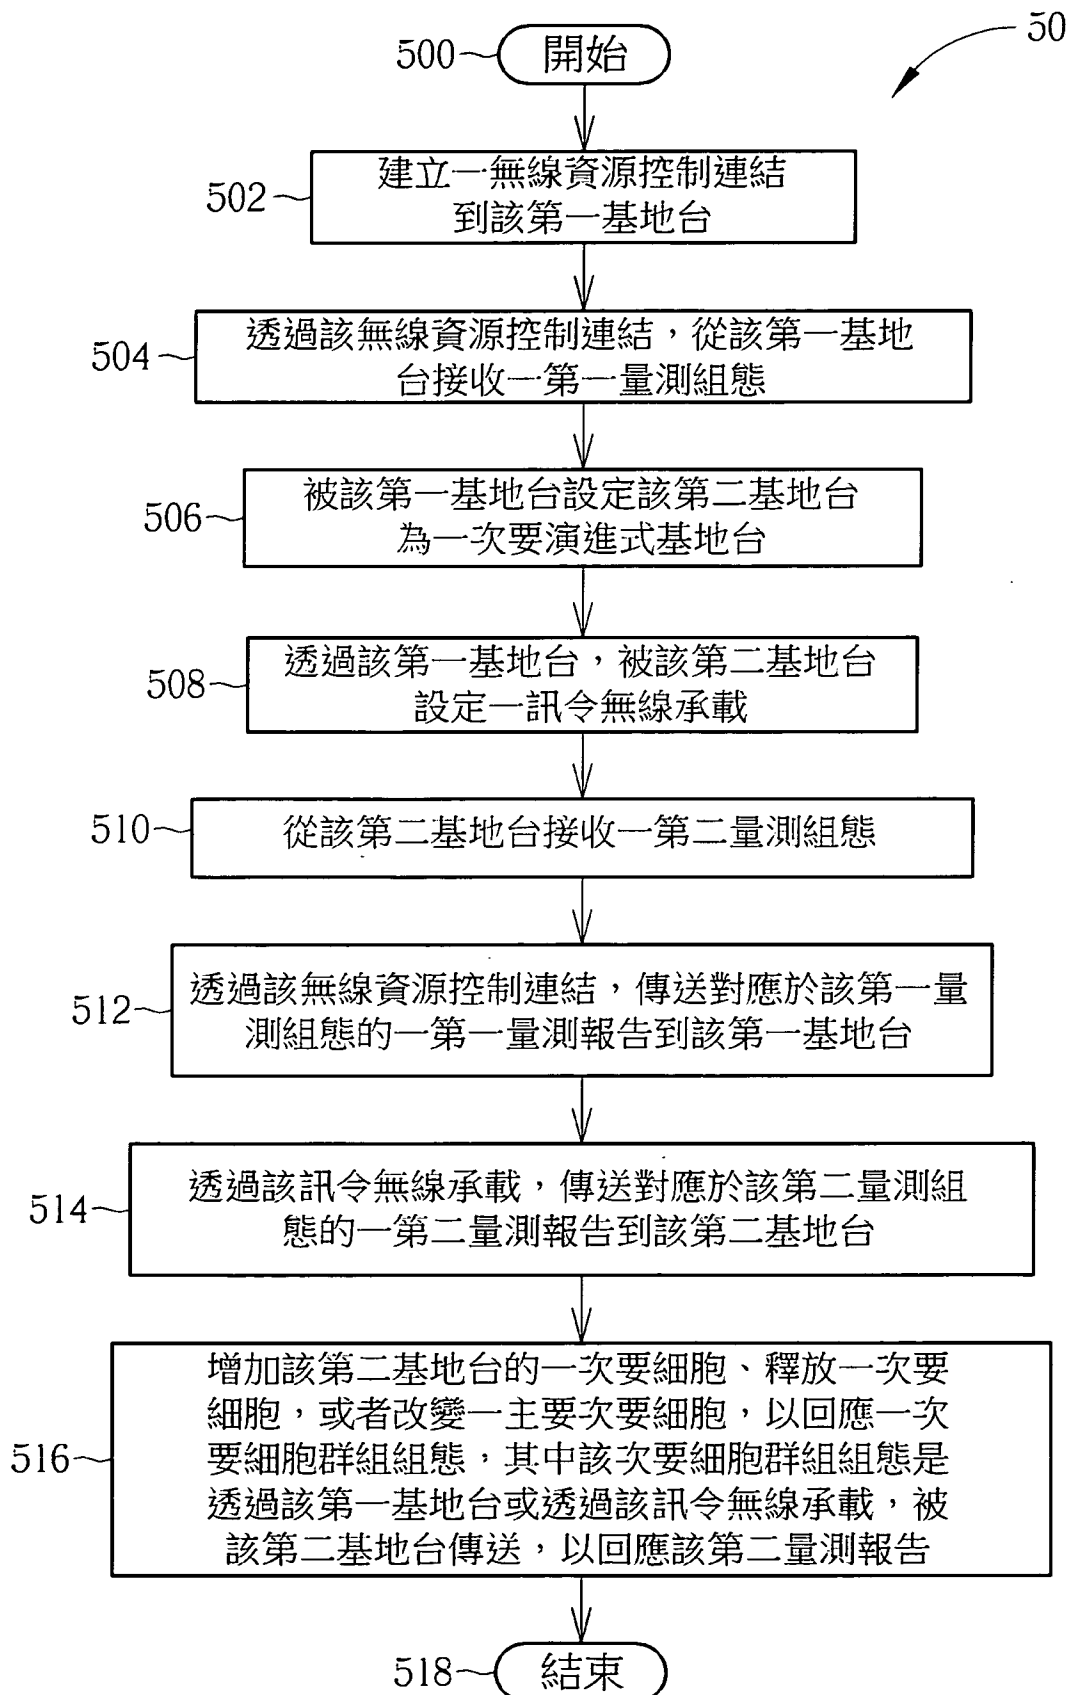 50
500
開始
502
建立一無線資源控制連結
到該第一基地台
504
透過該無線資源控制連結，從該第一基地
台接收一第一量測組態
506
被該第一基地台設定該第二基地台
為一次要演進式基地台
508
透過該第一基地台，被該第二基地台
設定一訊令無線承載
510
從該第二基地台接收一第二量測組態
512
透過該無線資源控制連結，傳送對應於該第一量
測組態的一第一量測報告到該第一基地台
514
透過該訊令無線承載，傳送對應於該第二量測組
態的一第二量測報告到該第二基地台
516
增加該第二基地台的一次要細胞、釋放一次要
細胞，或者改變一主要次要細胞，以回應一次
要細胞群組組態，其中該次要細胞群組組態是
透過該第一基地台或透過該訊令無線承載，被
該第二基地台傳送，以回應該第二量測報告
518
結束